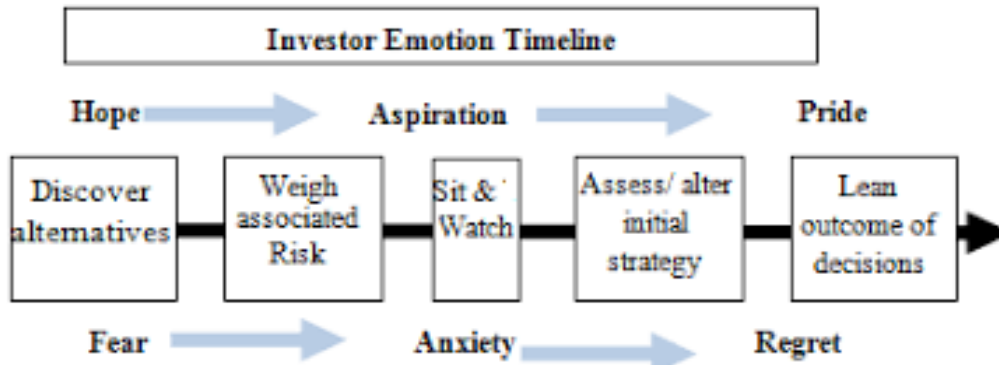 Investor Emotion Timeline
Hope Aspiration Pride
Discover
alternatives
Weigh
associated
Risk
Sit &
Watch
Assess/ alter
initial
strategy
Lean
outcome of
decisions
Fear Anxiety Regret